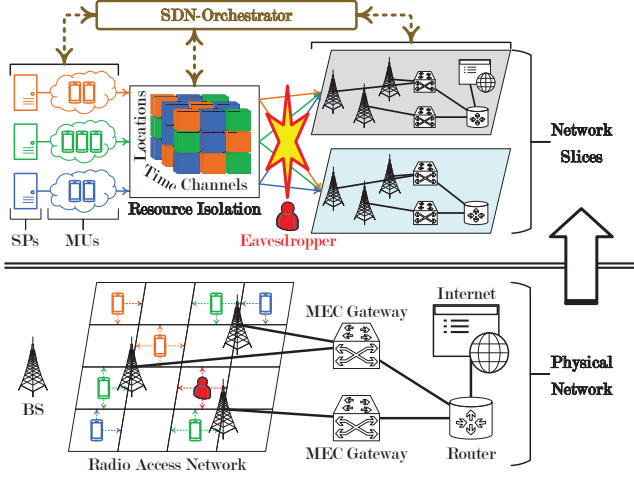 SDN-Orchestrator
Locations
Time
Channels
Resource Isolation
SPs
MUs
Eavesdropper
Network
Slices
Internet
MEC Gateway
BS
Physical
Network
MEC Gateway
Router
Radio Access Network